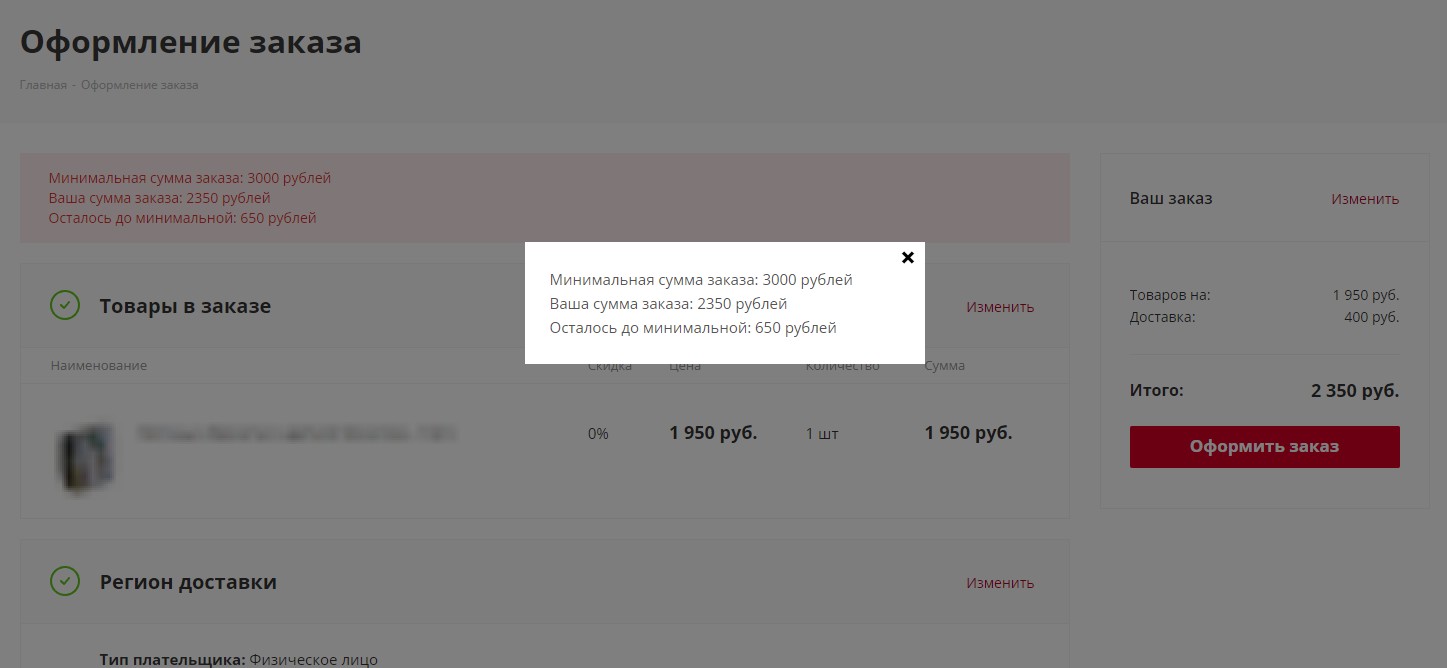 Оформление заказа
Главная - Оформление заказа
Минимальная сумма заказа: 3000 рублей
Ваша сумма заказа: 2350 рублей
Осталось до минимальной: 650 рублей
Ваш заказ
Изменить
Минимальная сумма заказа: 3000 рублей
Ваша сумма заказа: 2350 рублей
Осталось до минимальной: 650 рублей
Товары в заказе
Изменить
Наименование Скидка Цена Количество Сумма
0% 1 950 руб. 1 шт 1 950 руб.
Товаров на: 1 950 руб.
Доставка: 400 руб.
Итого: 2 350 руб.
Оформить заказ
Регион доставки
Изменить
Тип плательщика: Физическое лицо